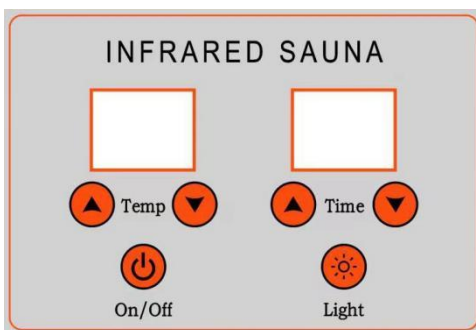 INFRARED SAUNA
Temp
Time
On/Off
Light